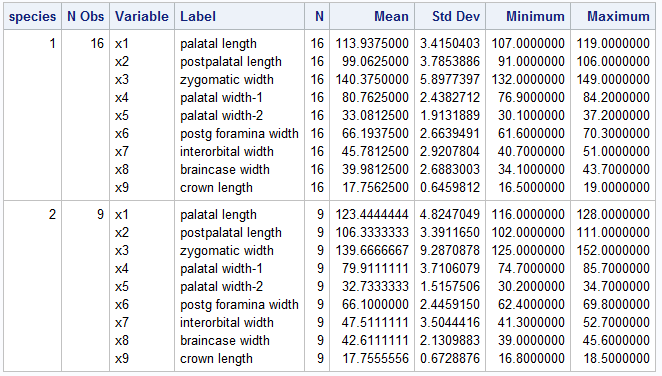 species N Obs Variable Label N Mean Std Dev Minimum Maximum
1 16 x1 palatal length 16 113.9375000 3.4150403 107.0000000 119.0000000
x2 postpalatal length 16 99.0625000 3.7853886 91.0000000 106.0000000
x3 zygomatic width 16 140.3750000 5.8977397 132.0000000 149.0000000
x4 palatal width-1 16 80.7625000 2.4382712 76.9000000 84.2000000
x5 palatal width-2 16 33.0812500 1.9131889 30.1000000 37.2000000
x6 postg foramina width 16 66.1937500 2.6639491 61.6000000 70.3000000
x7 interorbital width 16 45.7812500 2.9207804 40.7000000 51.0000000
x8 braincase width 16 39.9812500 2.6883003 34.1000000 43.7000000
x9 crown length 16 17.7562500 0.6459812 16.5000000 19.0000000
2 9 x1 palatal length 9 123.4444444 4.8247049 116.0000000 128.0000000
x2 postpalatal length 9 106.3333333 3.3911650 102.0000000 111.0000000
x3 zygomatic width 9 139.6666667 9.2870878 125.0000000 152.0000000
x4 palatal width-1 9 79.9111111 3.7106079 74.7000000 85.7000000
x5 palatal width-2 9 32.7333333 1.5157506 30.2000000 34.7000000
x6 postg foramina width 9 66.1000000 2.4459150 62.4000000 69.8000000
x7 interorbital width 9 47.5111111 3.5044416 41.3000000 52.7000000
x8 braincase width 9 42.6111111 2.1309883 39.0000000 45.6000000
x9 crown length 9 17.7555556 0.6728876 16.8000000 18.5000000